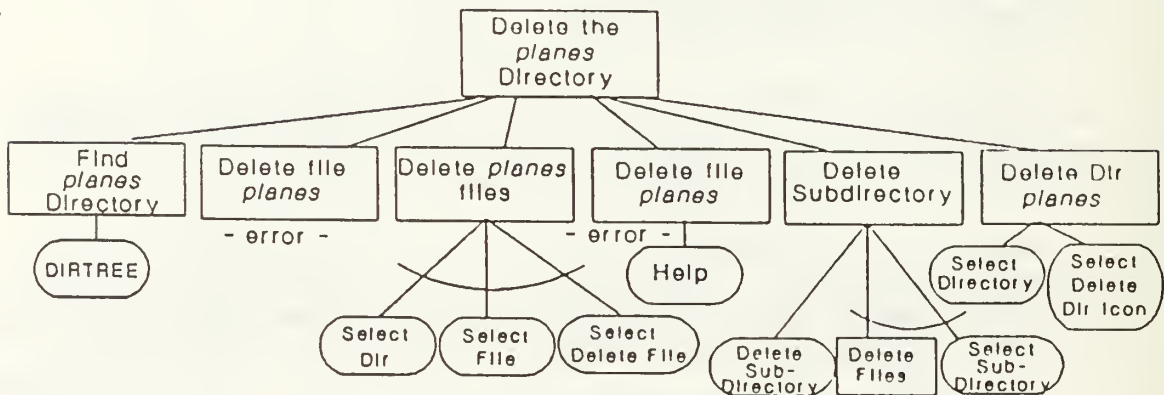 Delete the
planes
Directory
Find
planes
Directory
Delete file
planes
Delete planes
files
Delete file
planes
Delete
Subdirectory
Delete Dir
planes
- error -
- error -
DIRTREE
Help
Select
Directory
Select
Delete
Dir Icon
Select
Dir
Select
File
Select
Delete File
Delete
Sub-
Directory
Delete
Files
Select
Sub-
Directory